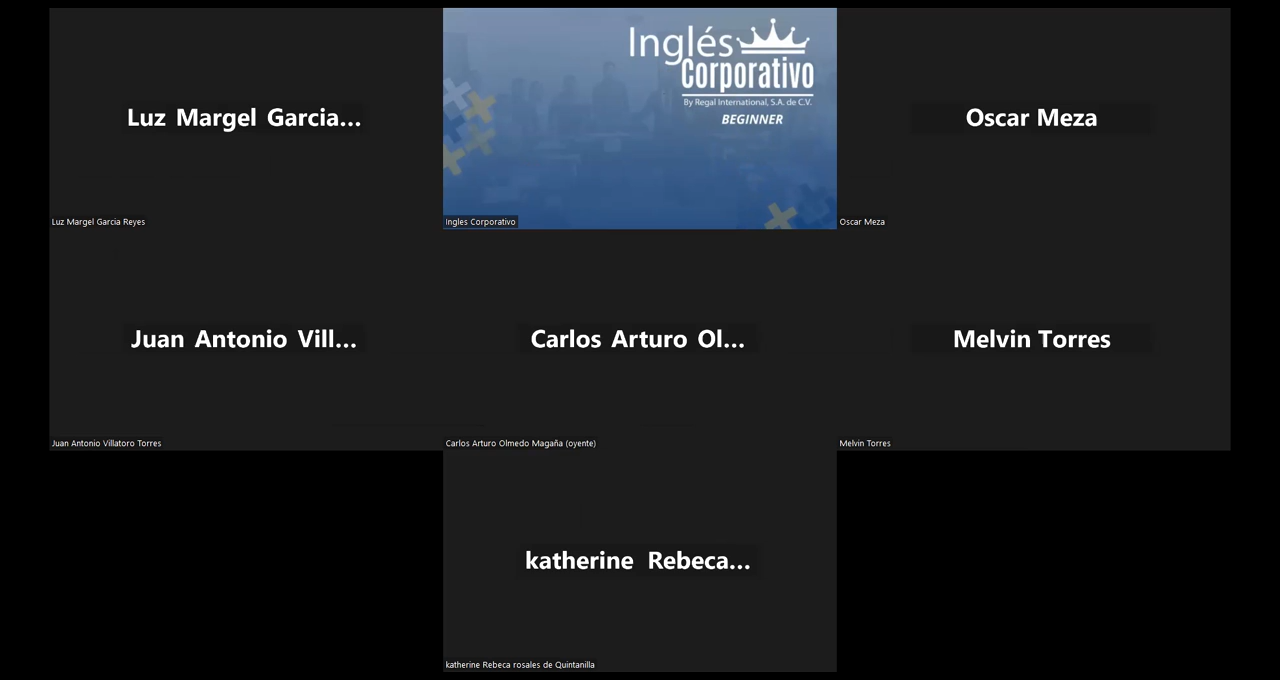 Luz Margel Garcia...
Luz Margel Garcia Reyes
Inglés
Corporativo
By Regal International, S.A. de C.V.
BEGINNER
Ingles Corporativo
Oscar Meza
Oscar Meza
Juan Antonio Vill...
Juan Antonio Villatoro Torres
Carlos Arturo Ol...
Carlos Arturo Olmedo Magaña (oyente)
Melvin Torres
Melvin Torres
katherine Rebeca...
katherine Rebeca rosales de Quintanilla